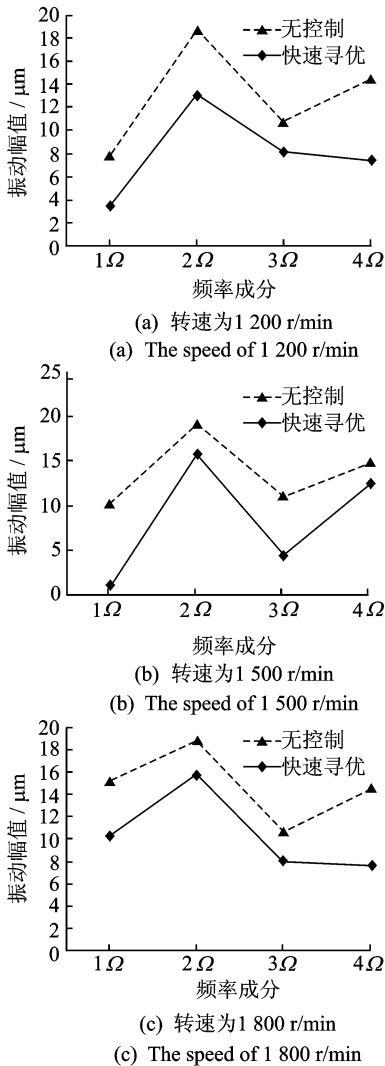 20
18
16
14
12
10
8
6
4
2
0
振动幅值 / μm
无控制
快速寻优
1Ω 2Ω 3Ω 4Ω
频率成分
(a) 转速为1 200 r/min
(a) The speed of 1 200 r/min
25
20
15
10
5
0
振动幅值 / μm
无控制
快速寻优
1Ω 2Ω 3Ω 4Ω
频率成分
(b) 转速为1 500 r/min
(b) The speed of 1 500 r/min
20
18
16
14
12
10
8
6
4
2
0
振动幅值 / μm
无控制
快速寻优
1Ω 2Ω 3Ω 4Ω
频率成分
(c) 转速为1 800 r/min
(c) The speed of 1 800 r/min